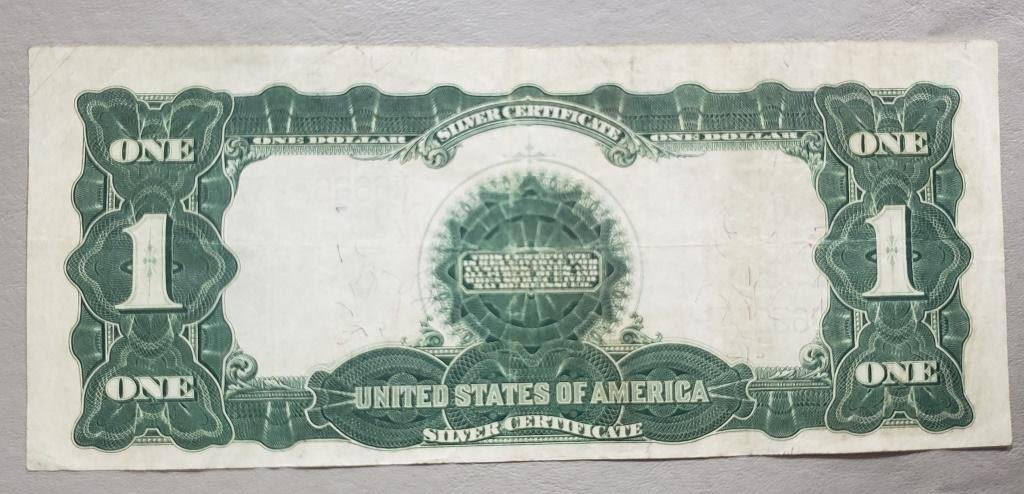 SILVER CERTIFICATE
ONE DOLLAR ONE DOLLAR
ONE ONE
1 1
ONE ONE
UNITED STATES OF AMERICA
SILVER CERTIFICATE